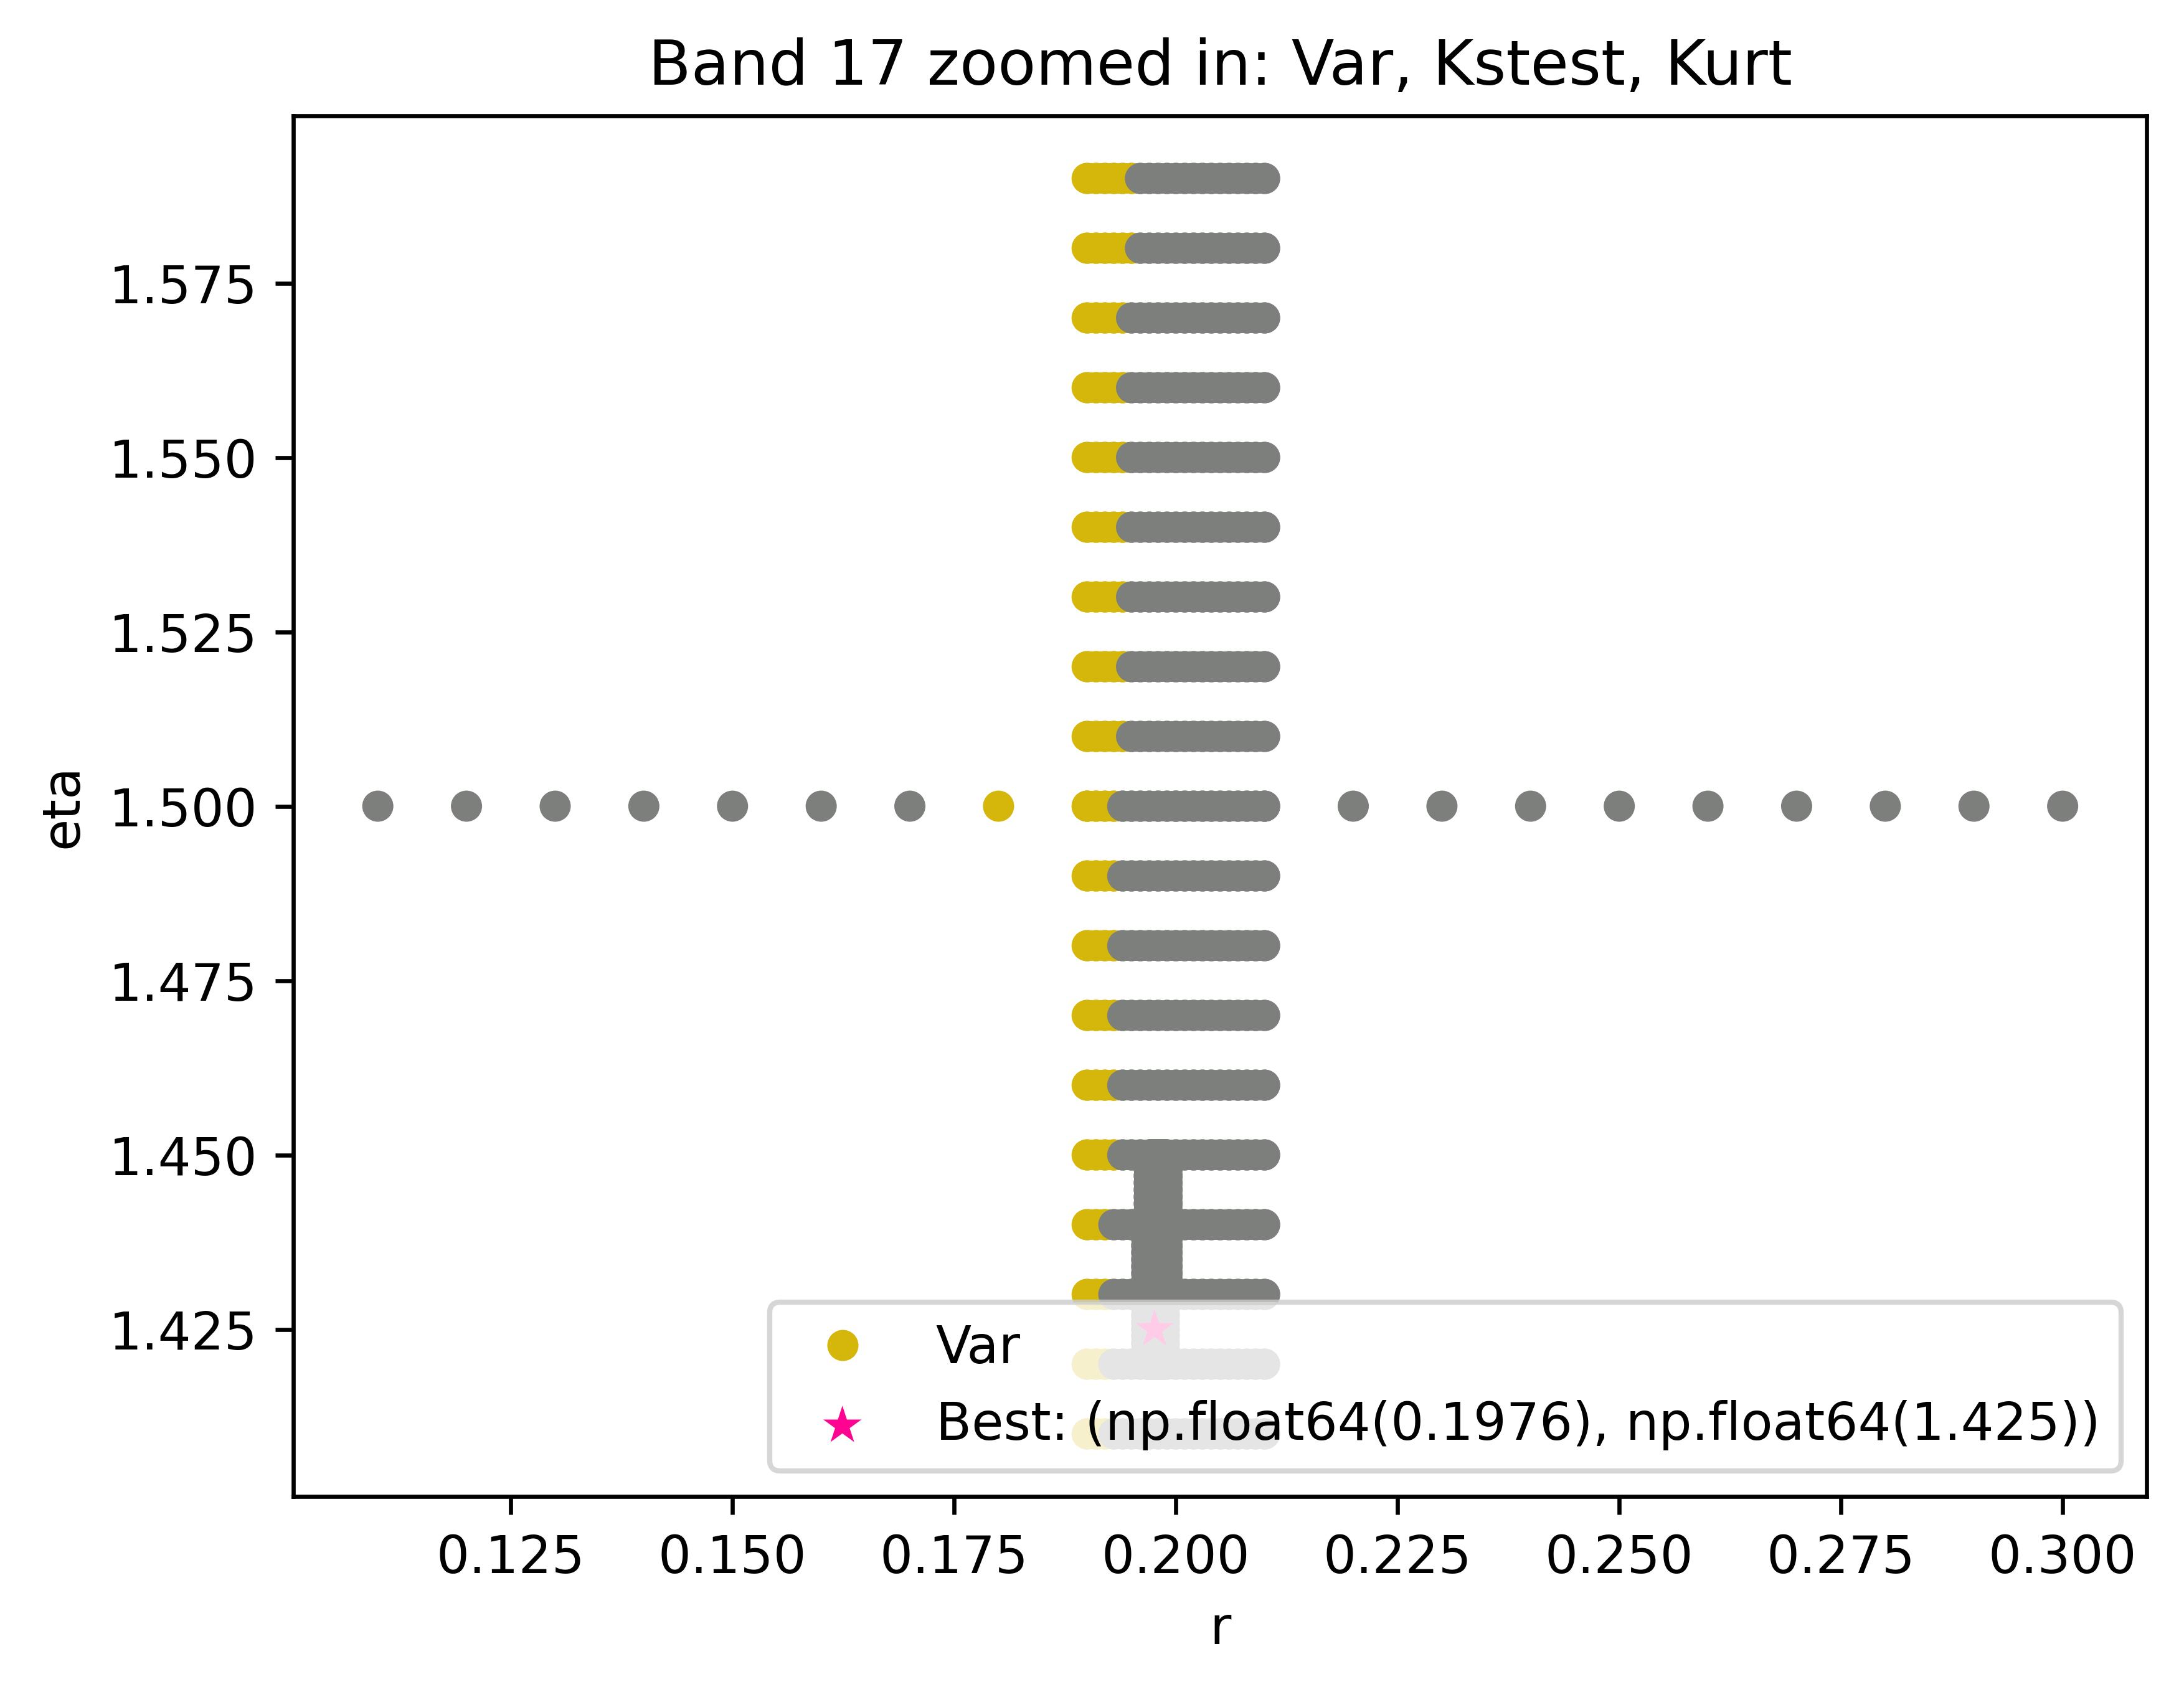 Band 17 zoomed in: Var, Kstest, Kurt
eta
1.575
1.550
1.525
1.500
1.475
1.450
1.425
Var
Best: (np.float64(0.1976), np.float64(1.425))
0.125 0.150 0.175 0.200 0.225 0.250 0.275 0.300
r